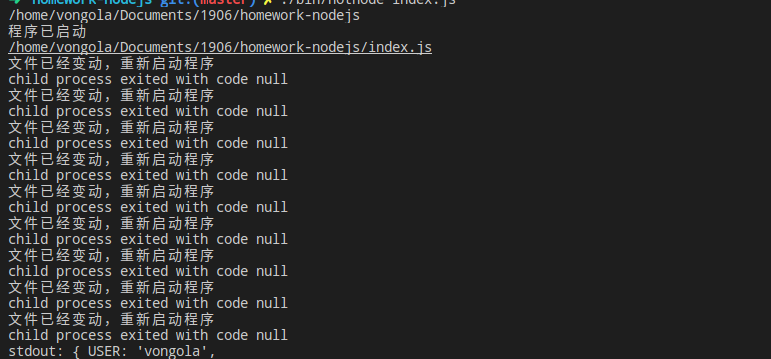 ➜ homework-nodejs git:(master) ✗ ./bin/hotnode index.js
/home/vongola/Documents/1906/homework-nodejs
程序已启动
/home/vongola/Documents/1906/homework-nodejs/index.js
文件已经变动，重新启动程序
child process exited with code null
文件已经变动，重新启动程序
child process exited with code null
文件已经变动，重新启动程序
child process exited with code null
文件已经变动，重新启动程序
child process exited with code null
文件已经变动，重新启动程序
child process exited with code null
文件已经变动，重新启动程序
child process exited with code null
文件已经变动，重新启动程序
child process exited with code null
文件已经变动，重新启动程序
child process exited with code null
文件已经变动，重新启动程序
child process exited with code null
stdout: { USER: 'vongola',